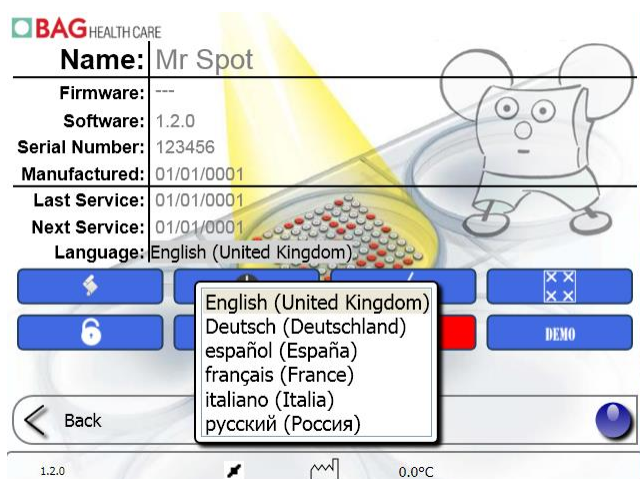 BAG HEALTH CARE
Name: Mr Spot
Firmware: ---
Software: 1.2.0
Serial Number: 123456
Manufactured: 01/01/0001
Last Service: 01/01/0001
Next Service: 01/01/0001
Language: English (United Kingdom)
English (United Kingdom)
Deutsch (Deutschland)
español (España)
français (France)
italiano (Italia)
русский (Россия)
DEMO
Back
1.2.0 0.0°C